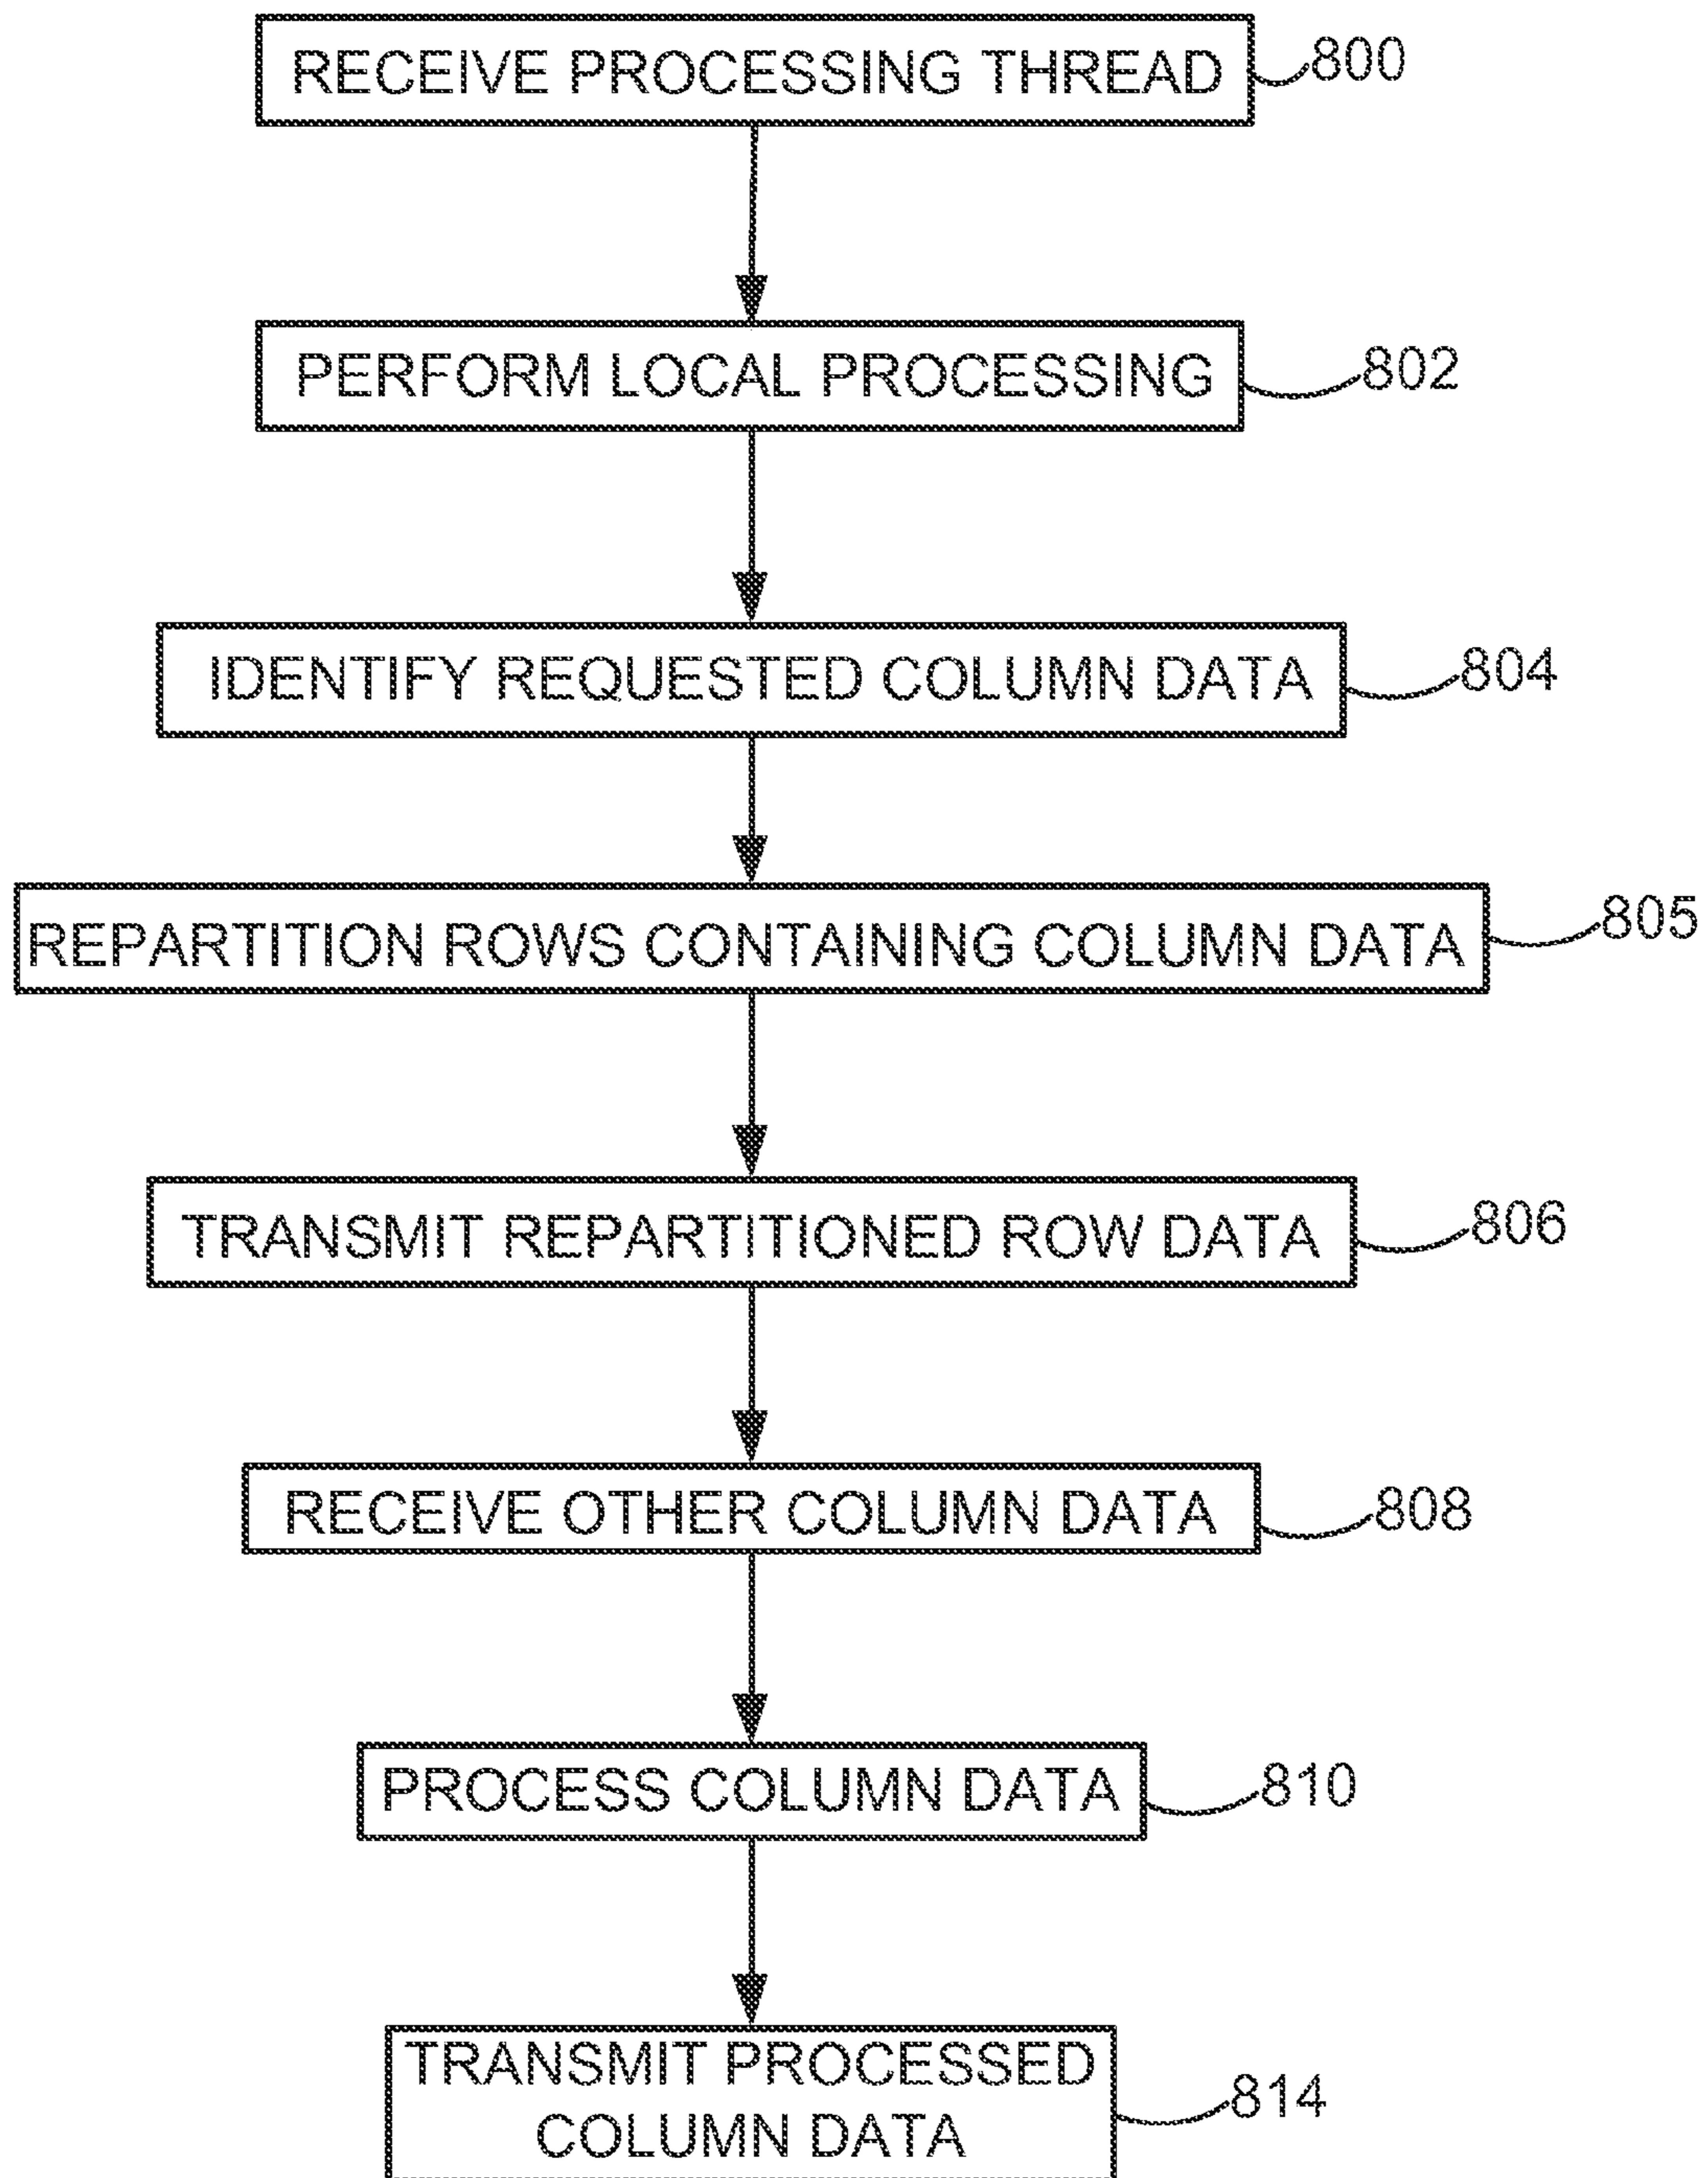 RECEIVE PROCESSING THREAD 800
PERFORM LOCAL PROCESSING 802
IDENTIFY REQUESTED COLUMN DATA 804
REPARTITION ROWS CONTAINING COLUMN DATA 805
TRANSMIT REPARTITIONED ROW DATA 806
RECEIVE OTHER COLUMN DATA 808
PROCESS COLUMN DATA 810
TRANSMIT PROCESSED
COLUMN DATA 814